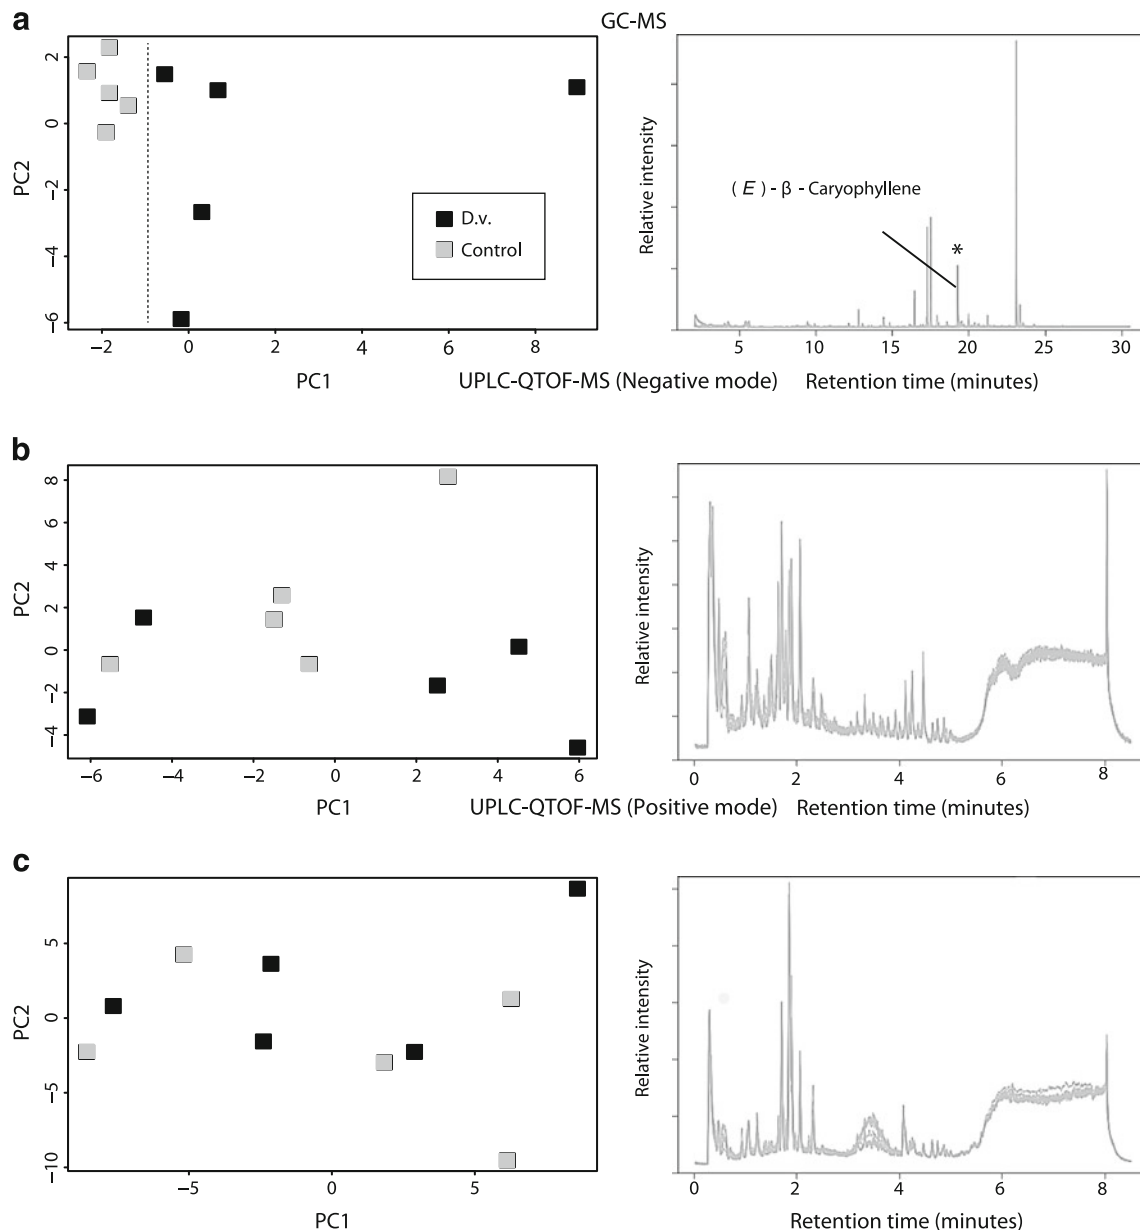 a
GC-MS
PC2
2
0
−2
−4
−6
D.v.
Control
−2
0
2
4
6
8
PC1
Relative intensity
(E)-β-Caryophyllene
*
5
10
15
20
25
30
UPLC-QTOF-MS (Negative mode)
Retention time (minutes)
b
PC2
8
6
4
2
0
−2
−4
−6
−4
−2
0
2
4
6
PC1
Relative intensity
0
2
4
6
8
UPLC-QTOF-MS (Positive mode)
Retention time (minutes)
c
PC2
5
0
−5
−10
−5
0
5
PC1
Relative intensity
0
2
4
6
8
Retention time (minutes)